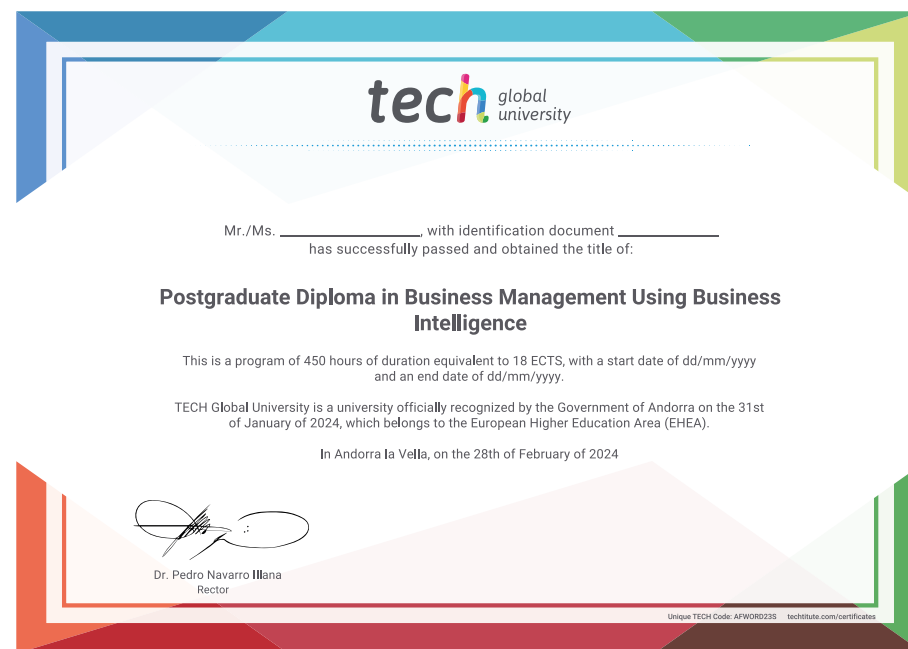 tech global
university
Mr./Ms. ____________________, with identification document ____________
has successfully passed and obtained the title of:
Postgraduate Diploma in Business Management Using Business
Intelligence
This is a program of 450 hours of duration equivalent to 18 ECTS, with a start date of dd/mm/yyyy
and an end date of dd/mm/yyyy.
TECH Global University is a university officially recognized by the Government of Andorra on the 31st
of January of 2024, which belongs to the European Higher Education Area (EHEA).
In Andorra la Vella, on the 28th of February of 2024
Dr. Pedro Navarro Illana
Rector
Unique TECH Code: AFWORD23S techtitute.com/certificates